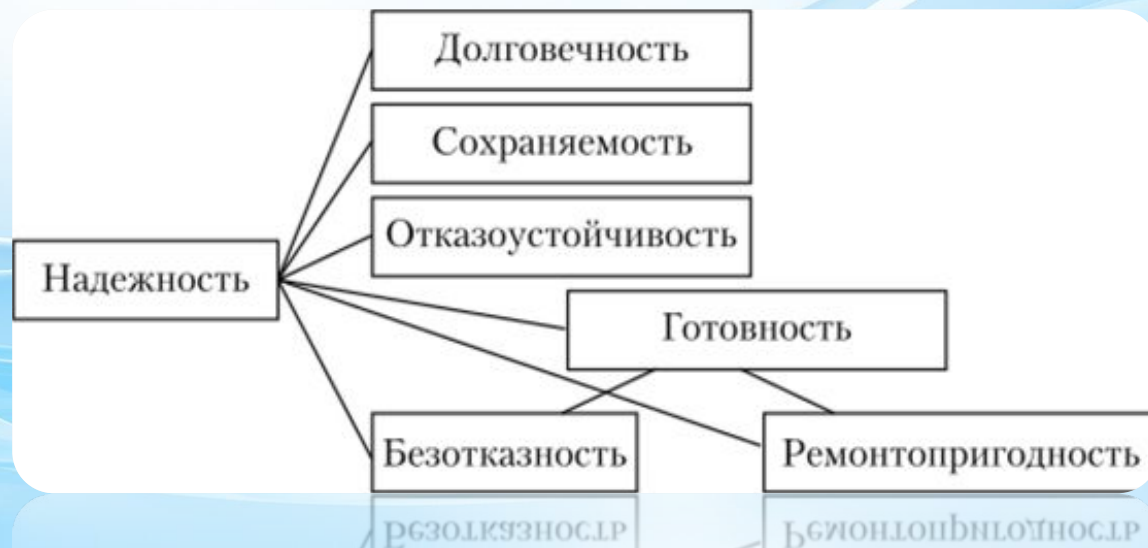 Долговечность
Сохраняемость
Отказоустойчивость
Надежность
Готовность
Безотказность
Ремонтопригодность